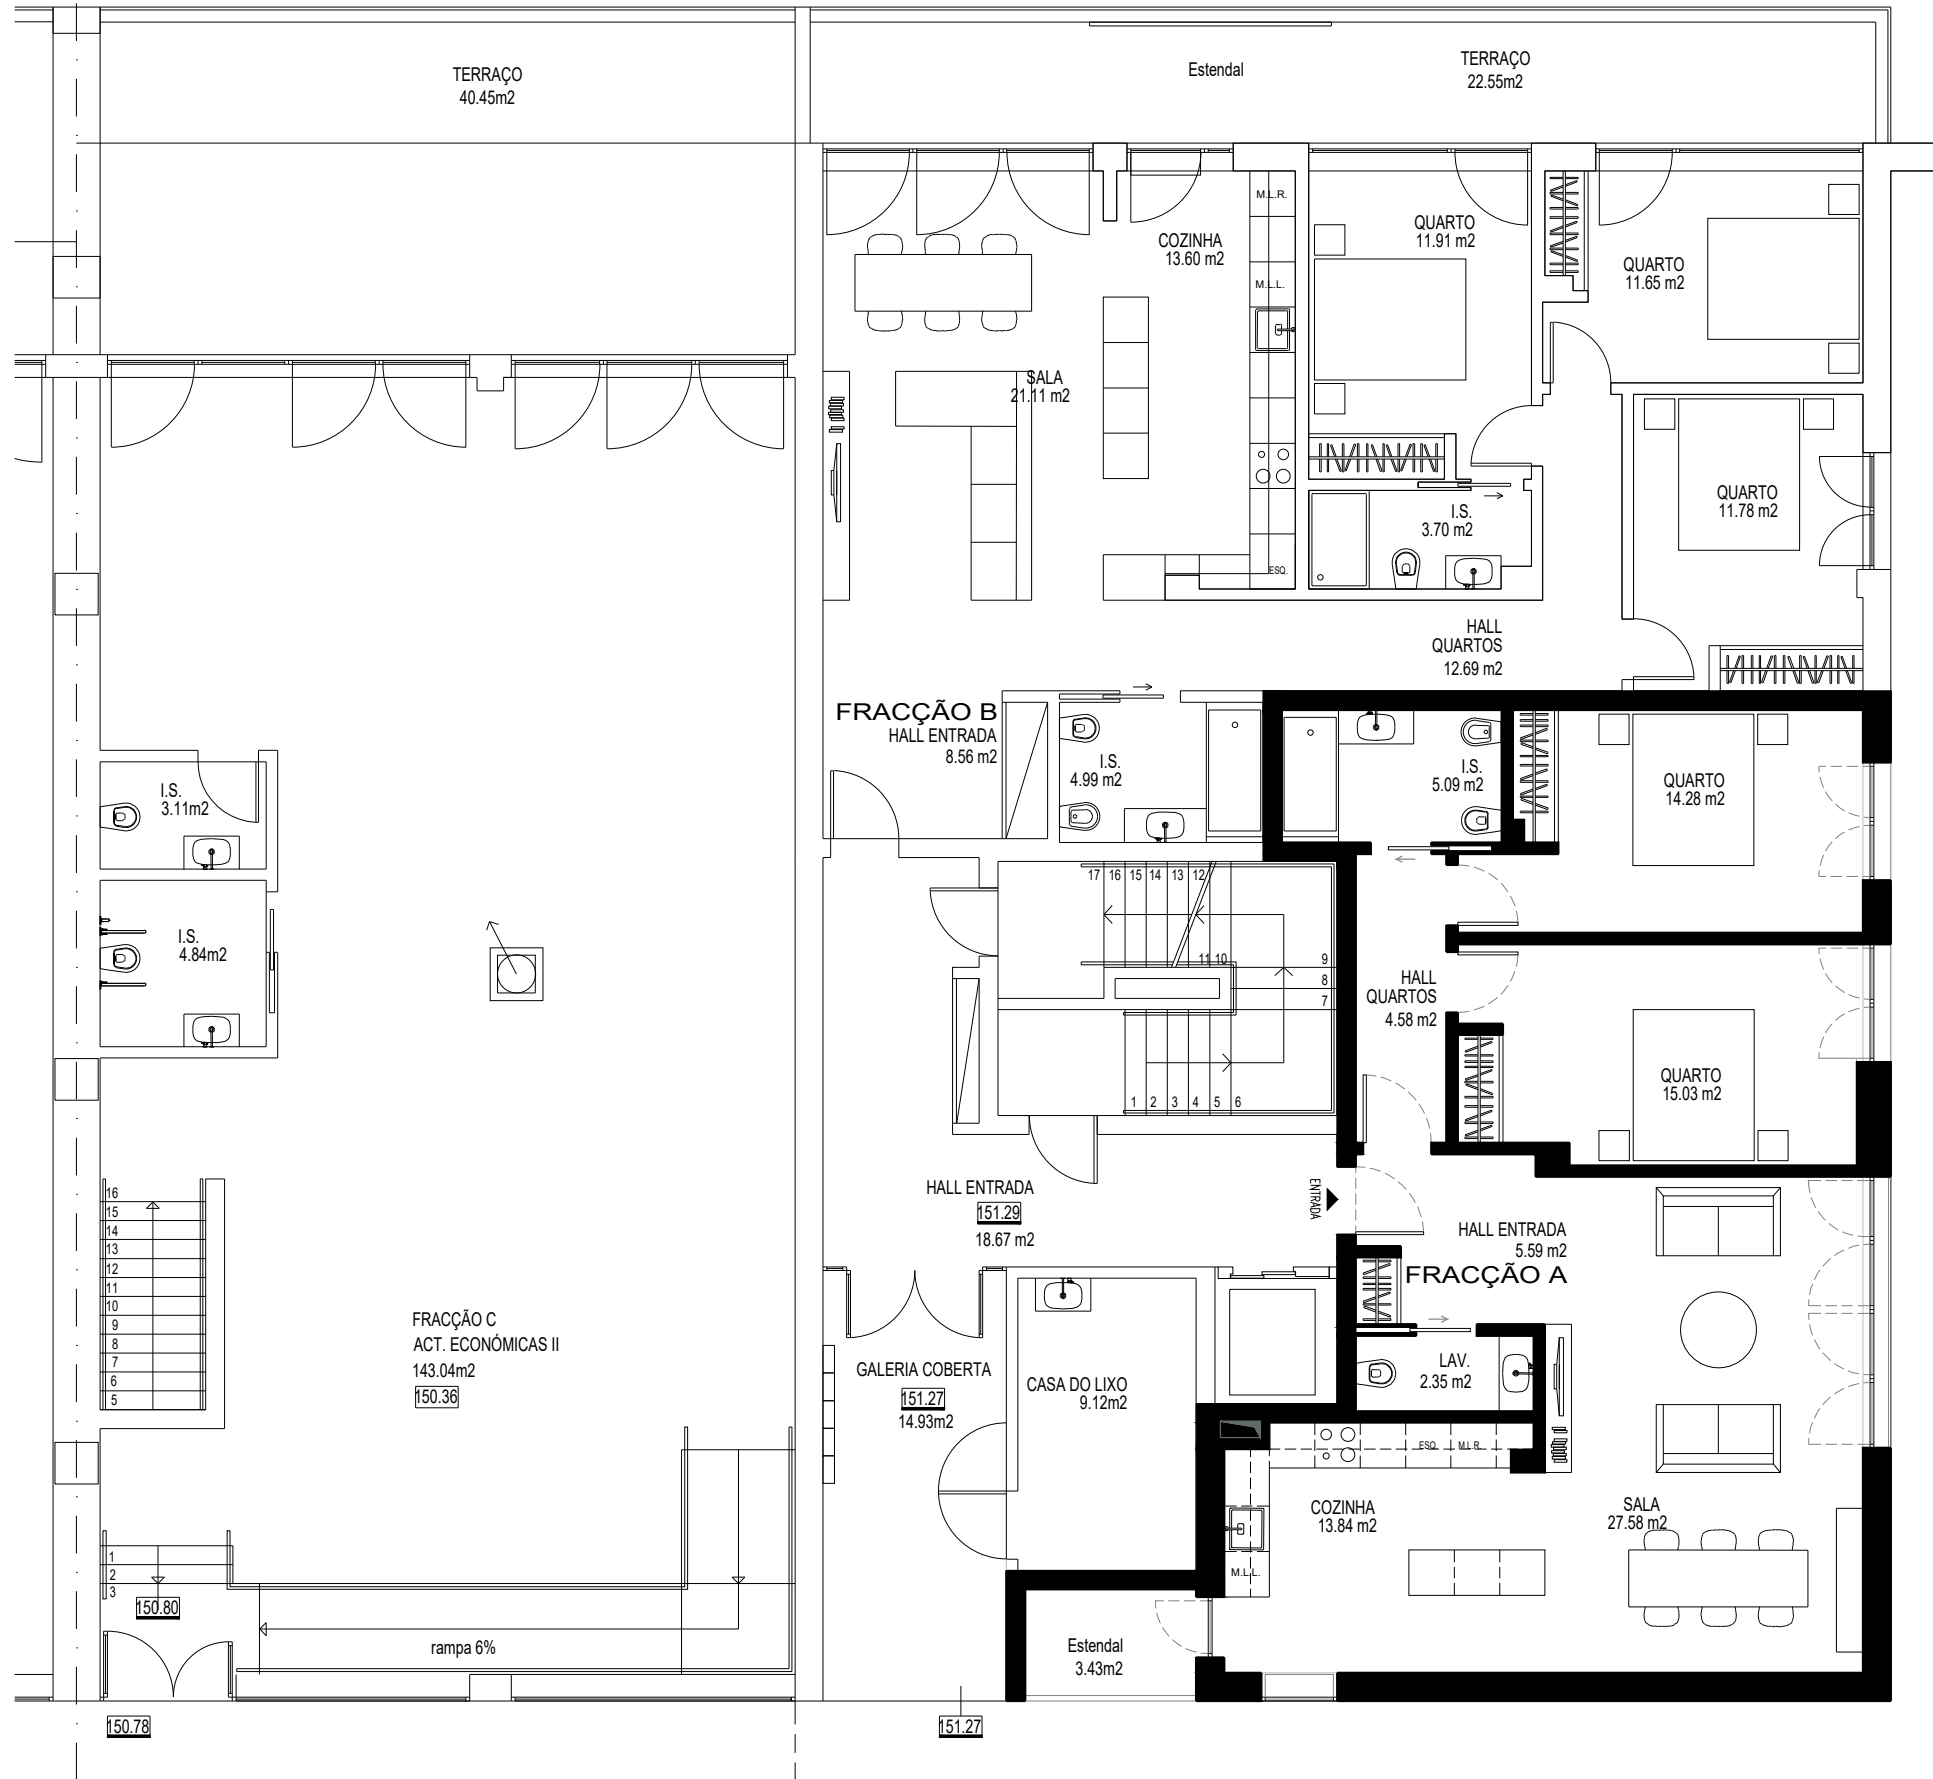 TERRAÇO
40.45m2
Estendal
TERRAÇO
22.55m2
M.L.R.
COZINHA
13.60 m2
M.L.L.
QUARTO
11.91 m2
QUARTO
11.65 m2
SALA
21.11 m2
QUARTO
11.78 m2
I.S.
3.70 m2
ESQ.
HALL
QUARTOS
12.69 m2
FRACÇÃO B
HALL ENTRADA
8.56 m2
I.S.
4.99 m2
I.S.
5.09 m2
QUARTO
14.28 m2
I.S.
3.11m2
I.S.
4.84m2
17 16 15 14 13 12
11 10
9
8
7
1 2 3 4 5 6
HALL
QUARTOS
4.58 m2
QUARTO
15.03 m2
HALL ENTRADA
151.29
18.67 m2
ENTRADA
HALL ENTRADA
5.59 m2
FRACÇÃO A
16
15
14
13
12
11
10
9
8
7
6
5
FRACÇÃO C
ACT. ECONÓMICAS II
143.04m2
150.36
GALERIA COBERTA
151.27
14.93m2
CASA DO LIXO
9.12m2
LAV.
2.35 m2
ESQ.
M.L.R.
COZINHA
13.84 m2
SALA
27.58 m2
M.L.L.
1
2
3
150.80
rampa 6%
Estendal
3.43m2
150.78
151.27